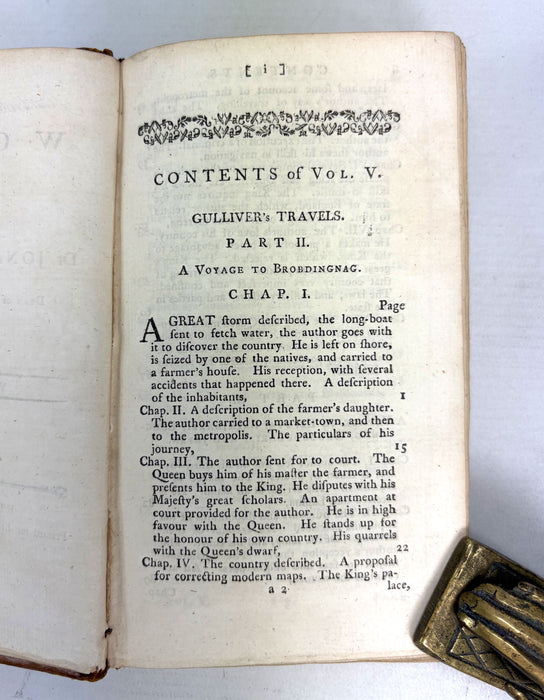 [ i ]
CONTENTS of VOL. V.
GULLIVER's TRAVELS.
PART II.
A VOYAGE TO BROBDINGNAG.
CHAP. I.
Page
A GREAT ſtorm deſcribed, the long-boat
ſent to fetch water, the author goes with
it to diſcover the country. He is left on ſhore,
is ſeized by one of the natives, and carried to
a farmer's houſe. His reception, with ſeveral
accidents that happened there. A deſcription
of the inhabitants, 1
Chap. II. A deſcription of the farmer's daughter.
The author carried to a market-town, and then
to the metropolis. The particulars of his
journey, 15
Chap. III. The author ſent for to court. The
Queen buys him of his maſter the farmer, and
preſents him to the King. He diſputes with his
Majeſty's great ſcholars. An apartment at
court provided for the author. He is in high
favour with the Queen. He ſtands up for
the honour of his own country. His quarrels
with the Queen's dwarf, 22
Chap. IV. The country deſcribed. A propoſal
for correcting modern maps. The King's pa-
a 2 lace,